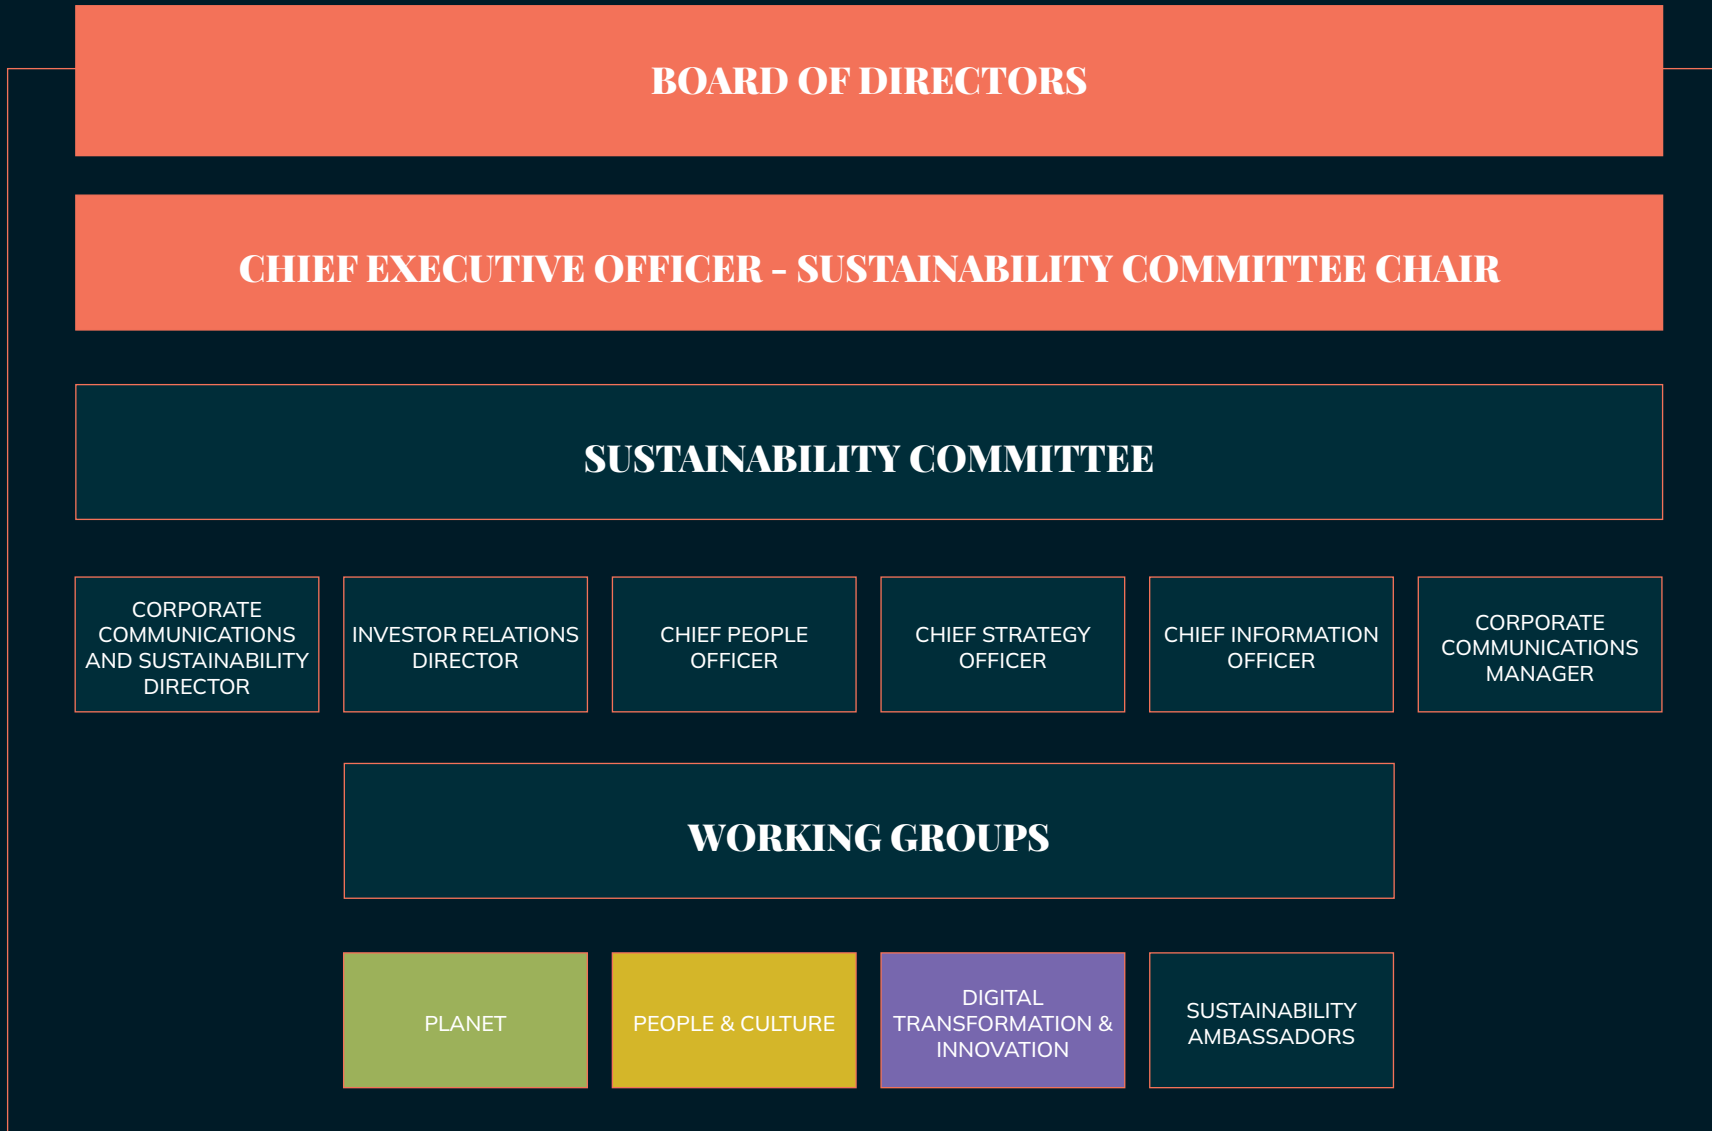 BOARD OF DIRECTORS
CHIEF EXECUTIVE OFFICER - SUSTAINABILITY COMMITTEE CHAIR
SUSTAINABILITY COMMITTEE
CORPORATE
COMMUNICATIONS
AND SUSTAINABILITY
DIRECTOR
INVESTOR RELATIONS
DIRECTOR
CHIEF PEOPLE
OFFICER
CHIEF STRATEGY
OFFICER
CHIEF INFORMATION
OFFICER
CORPORATE
COMMUNICATIONS
MANAGER
WORKING GROUPS
PLANET
PEOPLE & CULTURE
DIGITAL
TRANSFORMATION &
INNOVATION
SUSTAINABILITY
AMBASSADORS